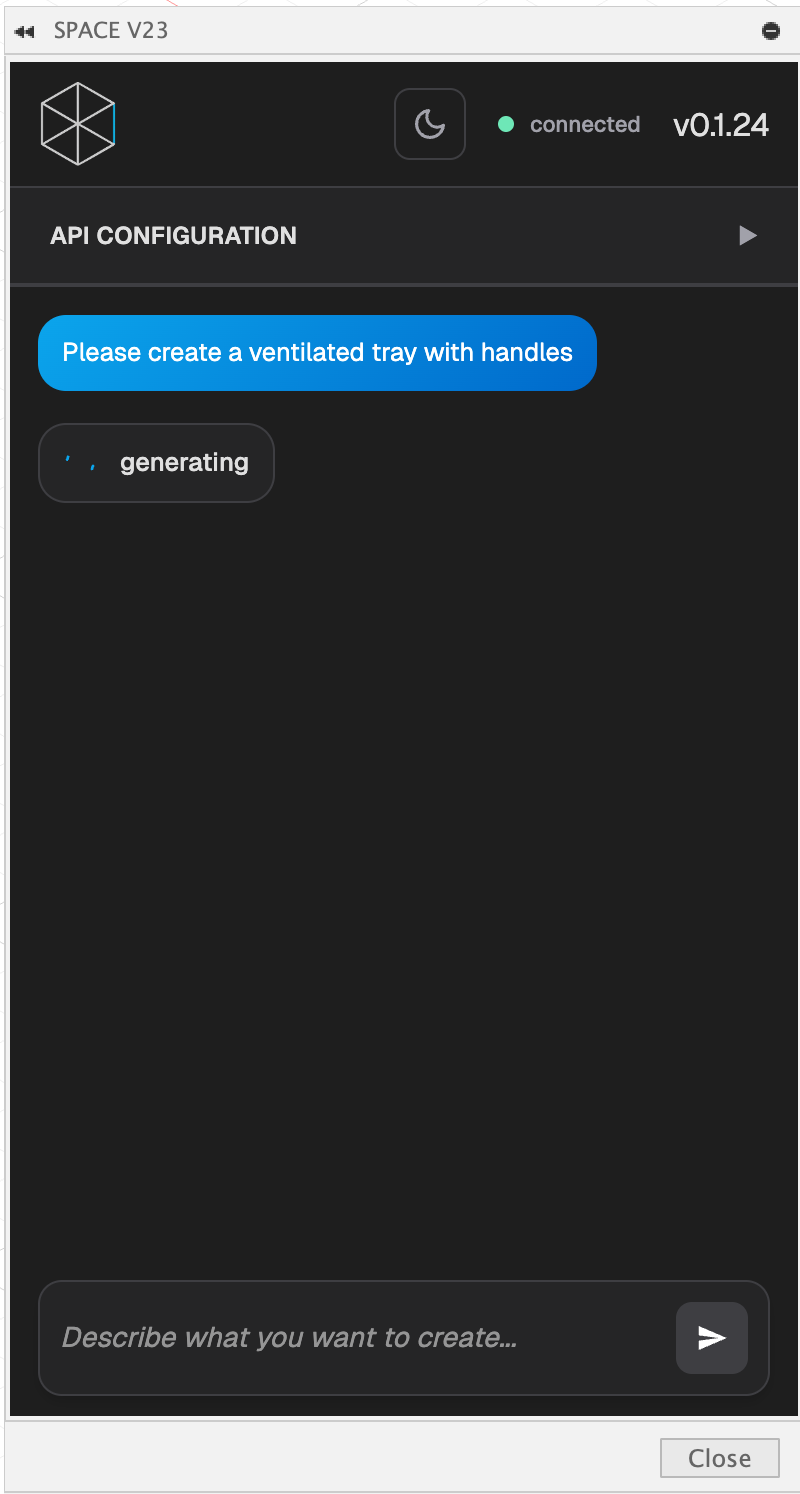 SPACE V23
connected
v0.1.24
API CONFIGURATION
Please create a ventilated tray with handles
generating
Describe what you want to create...
Close